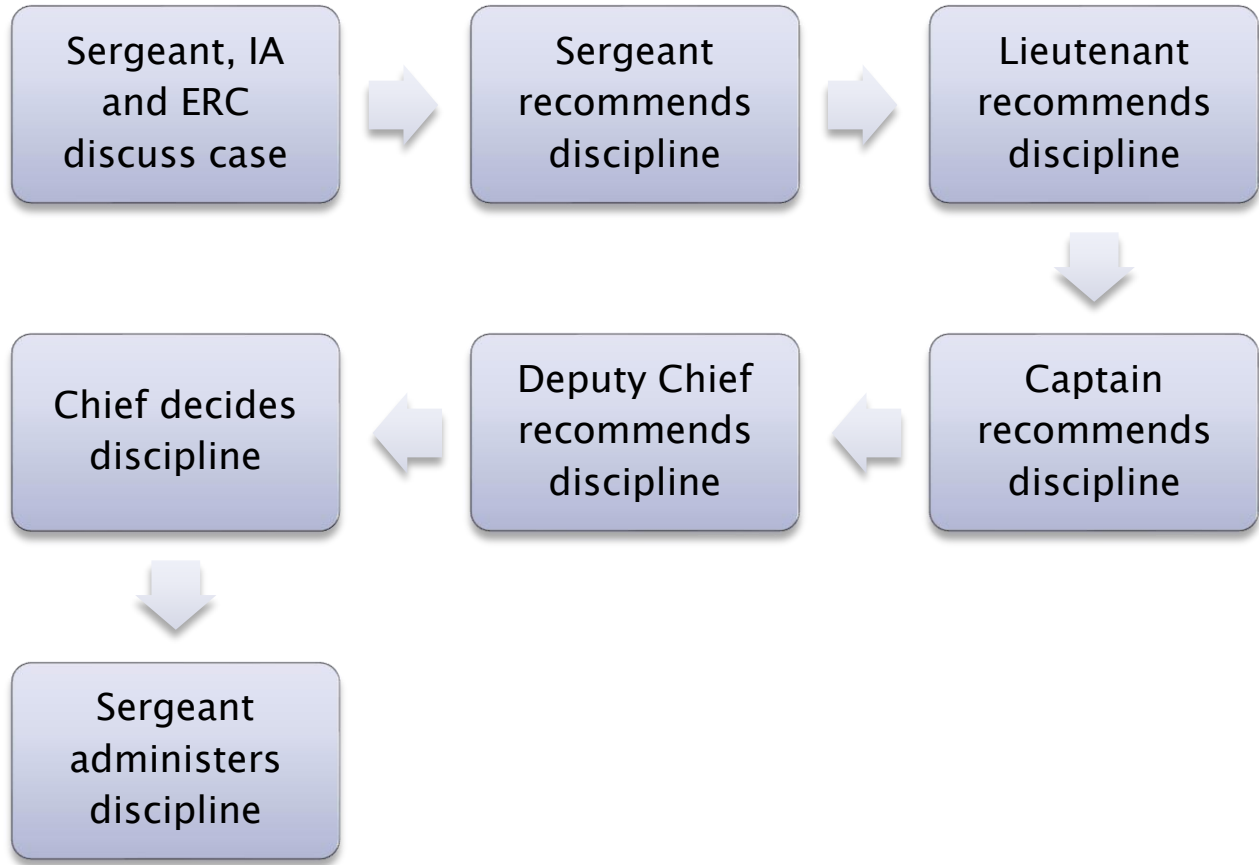 Sergeant, IA
and ERC
discuss case
Sergeant
recommends
discipline
Lieutenant
recommends
discipline
Captain
recommends
discipline
Deputy Chief
recommends
discipline
Chief decides
discipline
Sergeant
administers
discipline